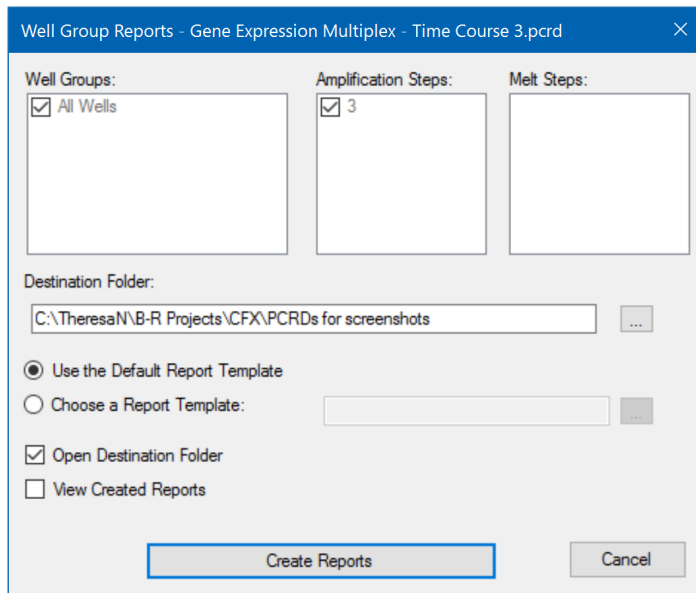 Well Group Reports - Gene Expression Multiplex - Time Course 3.pcrd
Well Groups:
Amplification Steps:
Melt Steps:
All Wells
3
Destination Folder:
C:\TheresaN\B-R Projects\CFX\PCRDs for screenshots
...
Use the Default Report Template
Choose a Report Template:
...
Open Destination Folder
View Created Reports
Create Reports
Cancel